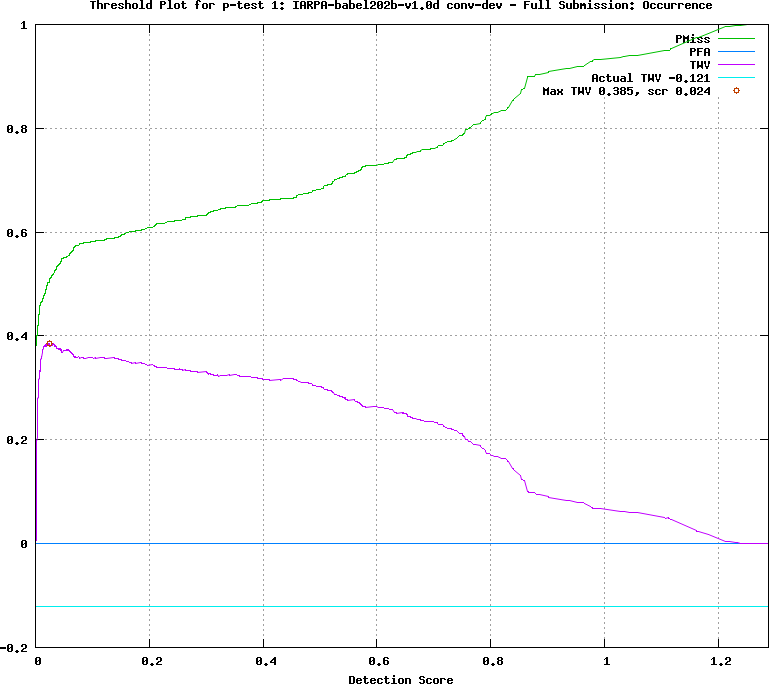 Threshold Plot for p-test 1: IARPA-babel202b-v1.0d conv-dev - Full Submission: Occurrence
1
PMiss
PFA
TWV
Actual TWV -0.121
Max TWV 0.385, scr 0.024
0.8
0.6
0.4
0.2
0
-0.2
0 0.2 0.4 0.6 0.8 1 1.2
Detection Score